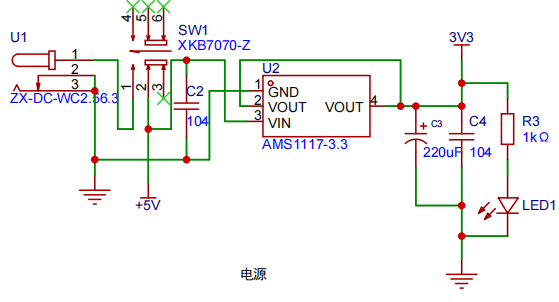 4
5
6
SW1
XKB7070-Z
3V3
U1
1
2
3
ZX-DC-WC2.56.3
1
2
3
C2
104
U2
1
GND
2
VOUT
3
VIN
VOUT
4
AMS1117-3.3
+
C3
220uF
C4
104
R3
1kΩ
LED1
+5V
电源